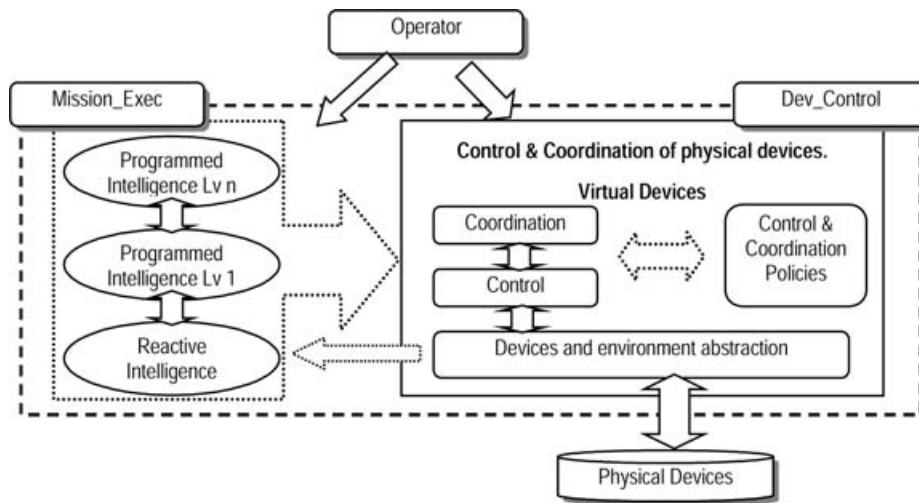 Operator
Mission_Exec
Dev_Control
Programmed
Intelligence Lv n
Programmed
Intelligence Lv 1
Reactive
Intelligence
Control & Coordination of physical devices.
Virtual Devices
Coordination
Control
Control &
Coordination
Policies
Devices and environment abstraction
Physical Devices